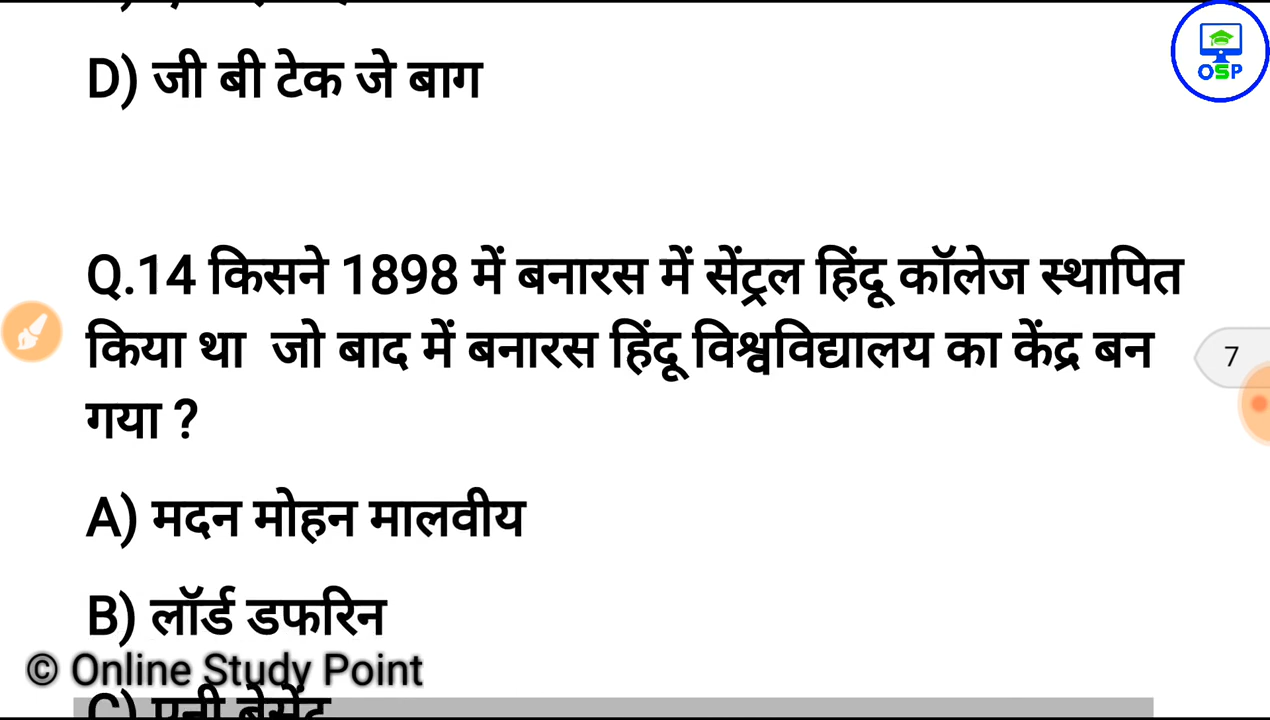 D) जी बी टेक जे बाग
OSP
Q.14 किसने 1898 में बनारस में सेंट्रल हिंदू कॉलेज स्थापित
किया था जो बाद में बनारस हिंदू विश्वविद्यालय का केंद्र बन
7
गया ?
A) मदन मोहन मालवीय
B) लॉर्ड डफरिन
© Online Study Point
C) एनी बेसेंट